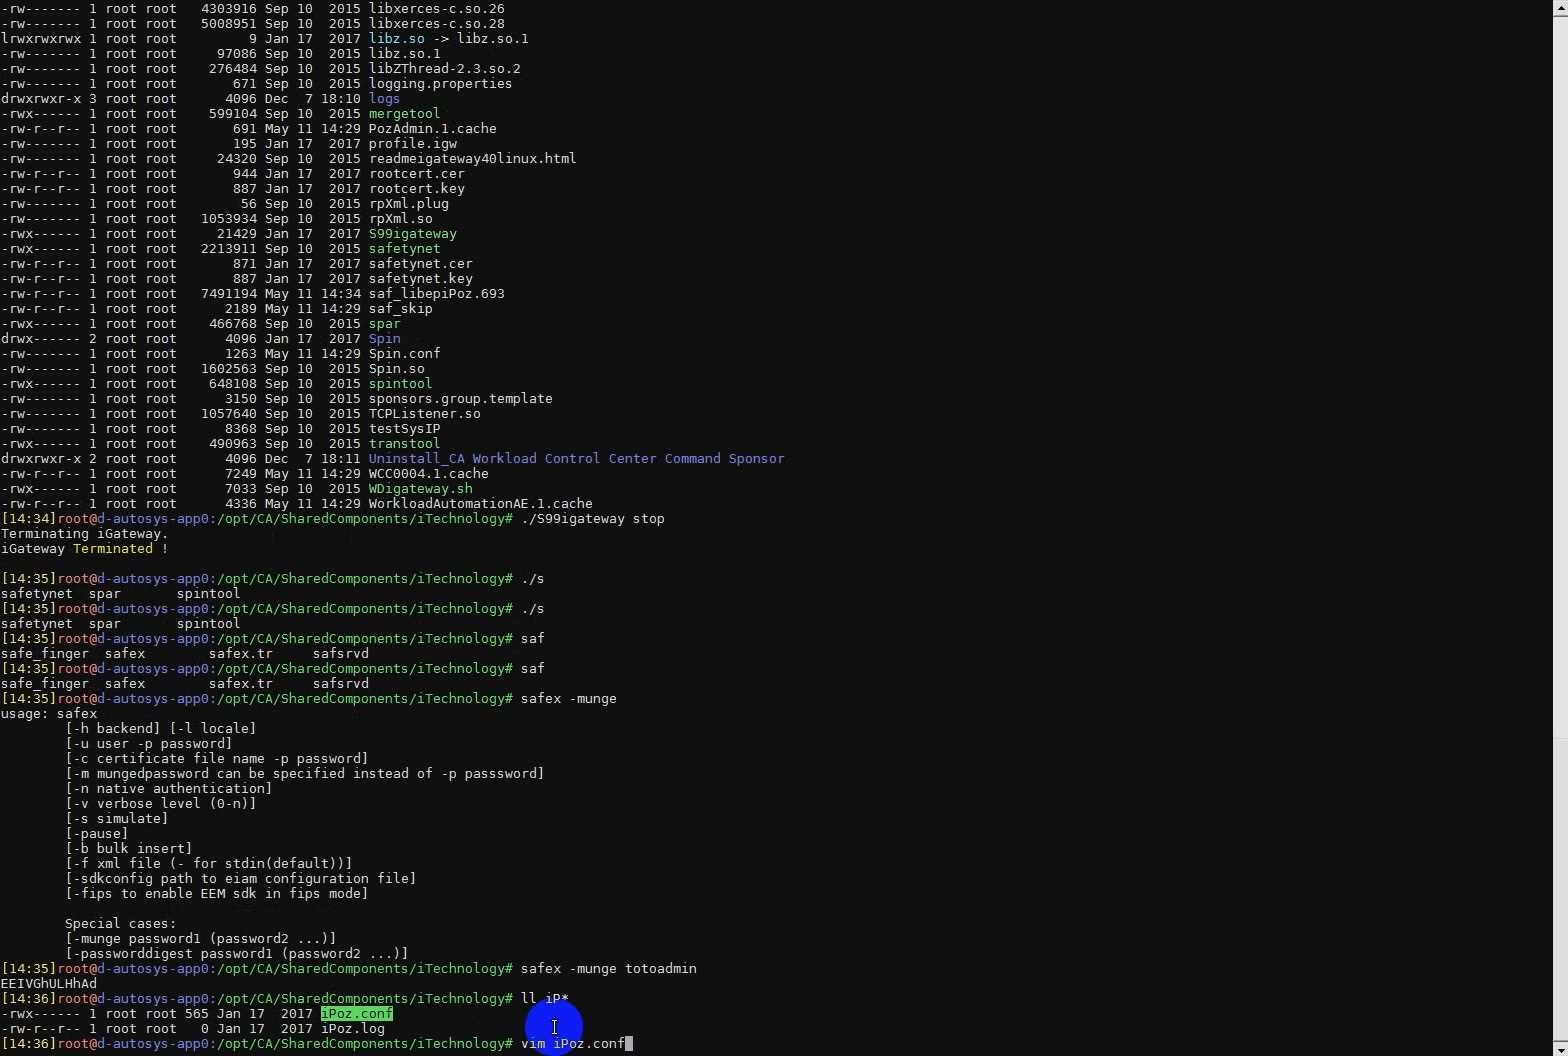 -rw------- 1 root root   4303916 Sep 10  2015 libxerces-c.so.26
-rw------- 1 root root   5008951 Sep 10  2015 libxerces-c.so.28
lrwxrwxrwx 1 root root         9 Jan 17  2017 libz.so -> libz.so.1
-rw------- 1 root root     97086 Sep 10  2015 libz.so.1
-rw------- 1 root root    276484 Sep 10  2015 libZThread-2.3.so.2
-rw------- 1 root root       671 Sep 10  2015 logging.properties
drwxrwxr-x 3 root root      4096 Dec  7 18:10 logs
-rwx------ 1 root root    599104 Sep 10  2015 mergetool
-rw-r--r-- 1 root root       691 May 11 14:29 PozAdmin.1.cache
-rw------- 1 root root       195 Jan 17  2017 profile.igw
-rw------- 1 root root     24320 Sep 10  2015 readmeigateway40linux.html
-rw-r--r-- 1 root root       944 Jan 17  2017 rootcert.cer
-rw-r--r-- 1 root root       887 Jan 17  2017 rootcert.key
-rw------- 1 root root        56 Sep 10  2015 rpXml.plug
-rw------- 1 root root   1053934 Sep 10  2015 rpXml.so
-rwx------ 1 root root     21429 Jan 17  2017 S99igateway
-rwx------ 1 root root   2213911 Sep 10  2015 safetynet
-rw-r--r-- 1 root root       871 Jan 17  2017 safetynet.cer
-rw-r--r-- 1 root root       887 Jan 17  2017 safetynet.key
-rw-r--r-- 1 root root   7491194 May 11 14:34 saf_libepiPoz.693
-rw-r--r-- 1 root root      2189 May 11 14:29 saf_skip
-rwx------ 1 root root    466768 Sep 10  2015 spar
drwx------ 2 root root      4096 Jan 17  2017 Spin
-rw------- 1 root root      1263 May 11 14:29 Spin.conf
-rw------- 1 root root   1602563 Sep 10  2015 Spin.so
-rwx------ 1 root root    648108 Sep 10  2015 spintool
-rw------- 1 root root      3150 Sep 10  2015 sponsors.group.template
-rw------- 1 root root   1057640 Sep 10  2015 TCPListener.so
-rw------- 1 root root      8368 Sep 10  2015 testSysIP
-rwx------ 1 root root    490963 Sep 10  2015 transtool
drwxrwxr-x 2 root root      4096 Dec  7 18:11 Uninstall_CA Workload Control Center Command Sponsor
-rw-r--r-- 1 root root      7249 May 11 14:29 WCC0004.1.cache
-rwx------ 1 root root      7033 Sep 10  2015 WDigateway.sh
-rw-r--r-- 1 root root      4336 May 11 14:29 WorkloadAutomationAE.1.cache
[14:34]root@d-autosys-app0:/opt/CA/SharedComponents/iTechnology# ./S99igateway stop
Terminating iGateway.
iGateway Terminated !
[14:35]root@d-autosys-app0:/opt/CA/SharedComponents/iTechnology# ./s
safetynet  spar       spintool
[14:35]root@d-autosys-app0:/opt/CA/SharedComponents/iTechnology# ./s
safetynet  spar       spintool
[14:35]root@d-autosys-app0:/opt/CA/SharedComponents/iTechnology# saf
safe_finger  safex        safex.tr     safsrvd
[14:35]root@d-autosys-app0:/opt/CA/SharedComponents/iTechnology# saf
safe_finger  safex        safex.tr     safsrvd
[14:35]root@d-autosys-app0:/opt/CA/SharedComponents/iTechnology# safex -munge
usage: safex
        [-h backend] [-l locale]
        [-u user -p password]
        [-c certificate file name -p password]
        [-m mungedpassword can be specified instead of -p passsword]
        [-n native authentication]
        [-v verbose level (0-n)]
        [-s simulate]
        [-pause]
        [-b bulk insert]
        [-f xml file (- for stdin(default))]
        [-sdkconfig path to eiam configuration file]
        [-fips to enable EEM sdk in fips mode]
        Special cases:
        [-munge password1 (password2 ...)]
        [-passworddigest password1 (password2 ...)]
[14:35]root@d-autosys-app0:/opt/CA/SharedComponents/iTechnology# safex -munge totoadmin
EEIVGhULHhAd
[14:36]root@d-autosys-app0:/opt/CA/SharedComponents/iTechnology# ll iP*
-rwx------ 1 root root 565 Jan 17  2017 iPoz.conf
-rw-r--r-- 1 root root   0 Jan 17  2017 iPoz.log
[14:36]root@d-autosys-app0:/opt/CA/SharedComponents/iTechnology# vim iPoz.conf